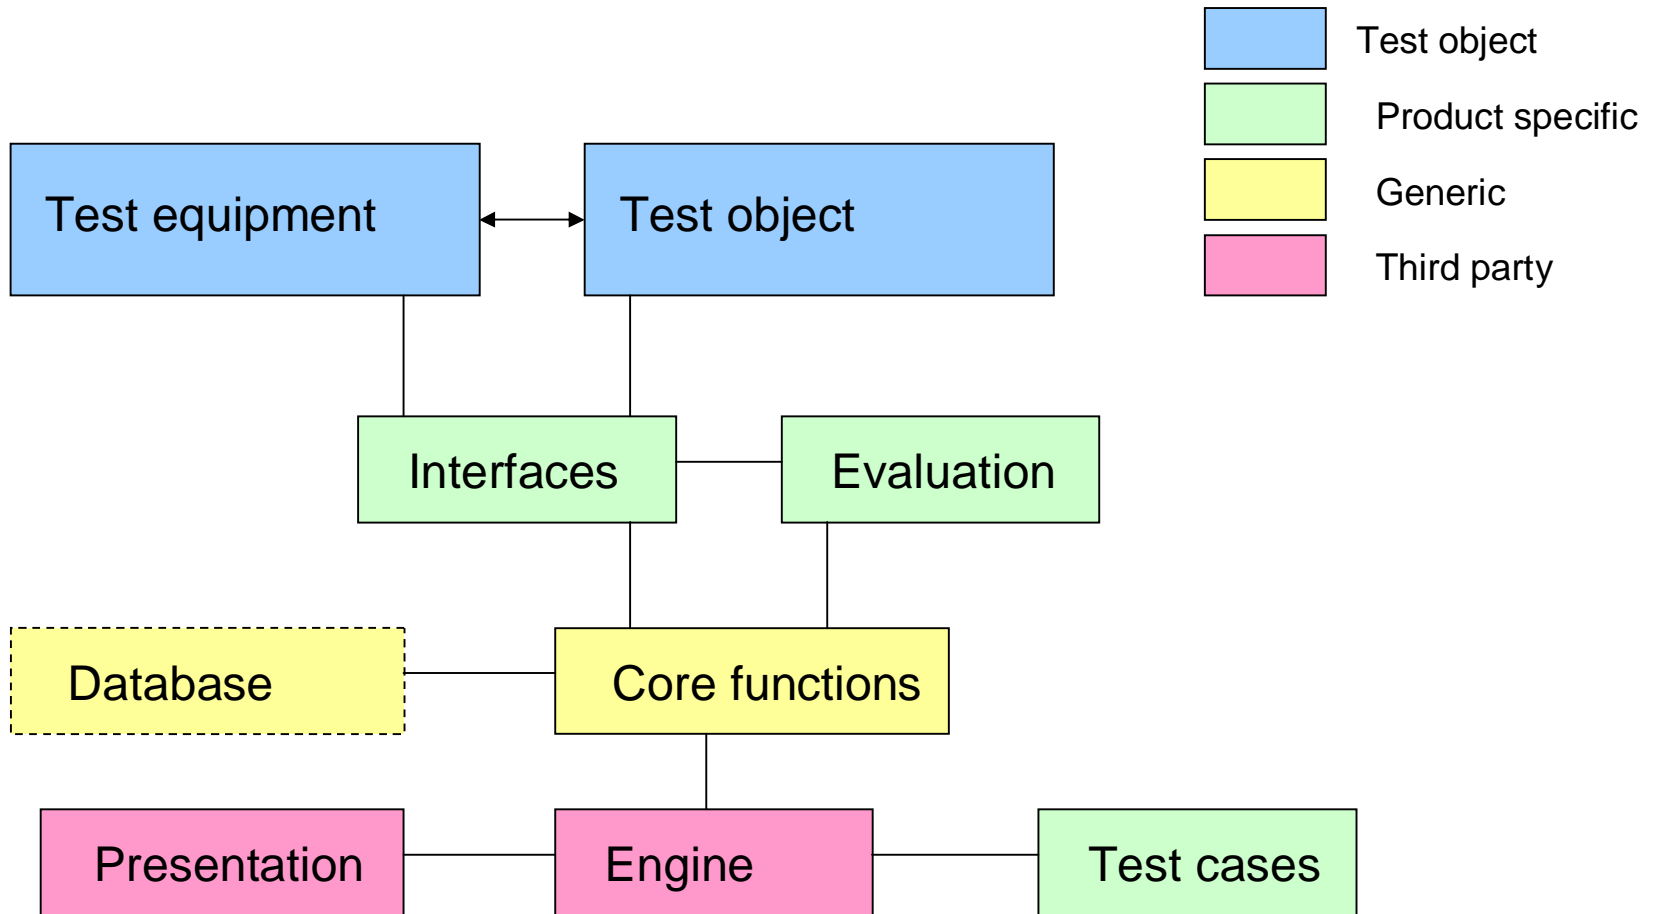 Test object
Product specific
Generic
Third party
Test equipment
Test object
Interfaces
Evaluation
Database
Core functions
Presentation
Engine
Test cases